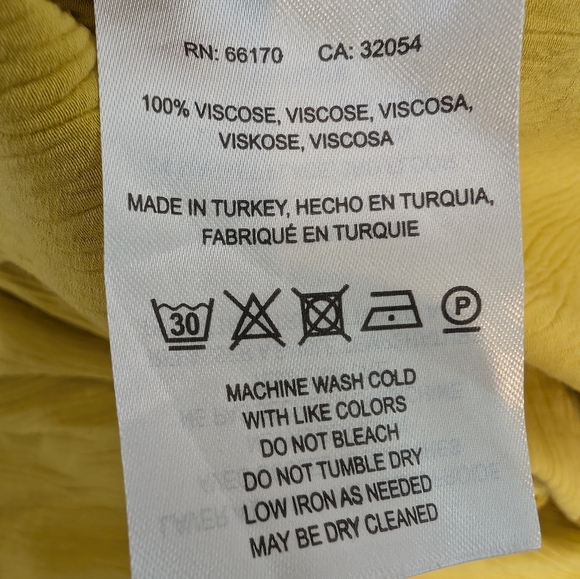 RN: 66170 CA: 32054
100% VISCOSE, VISCOSE, VISCOSA,
VISKOSE, VISCOSA
MADE IN TURKEY, HECHO EN TURQUIA,
FABRIQUÉ EN TURQUIE
30 P
MACHINE WASH COLD
WITH LIKE COLORS
DO NOT BLEACH
DO NOT TUMBLE DRY
LOW IRON AS NEEDED
MAY BE DRY CLEANED